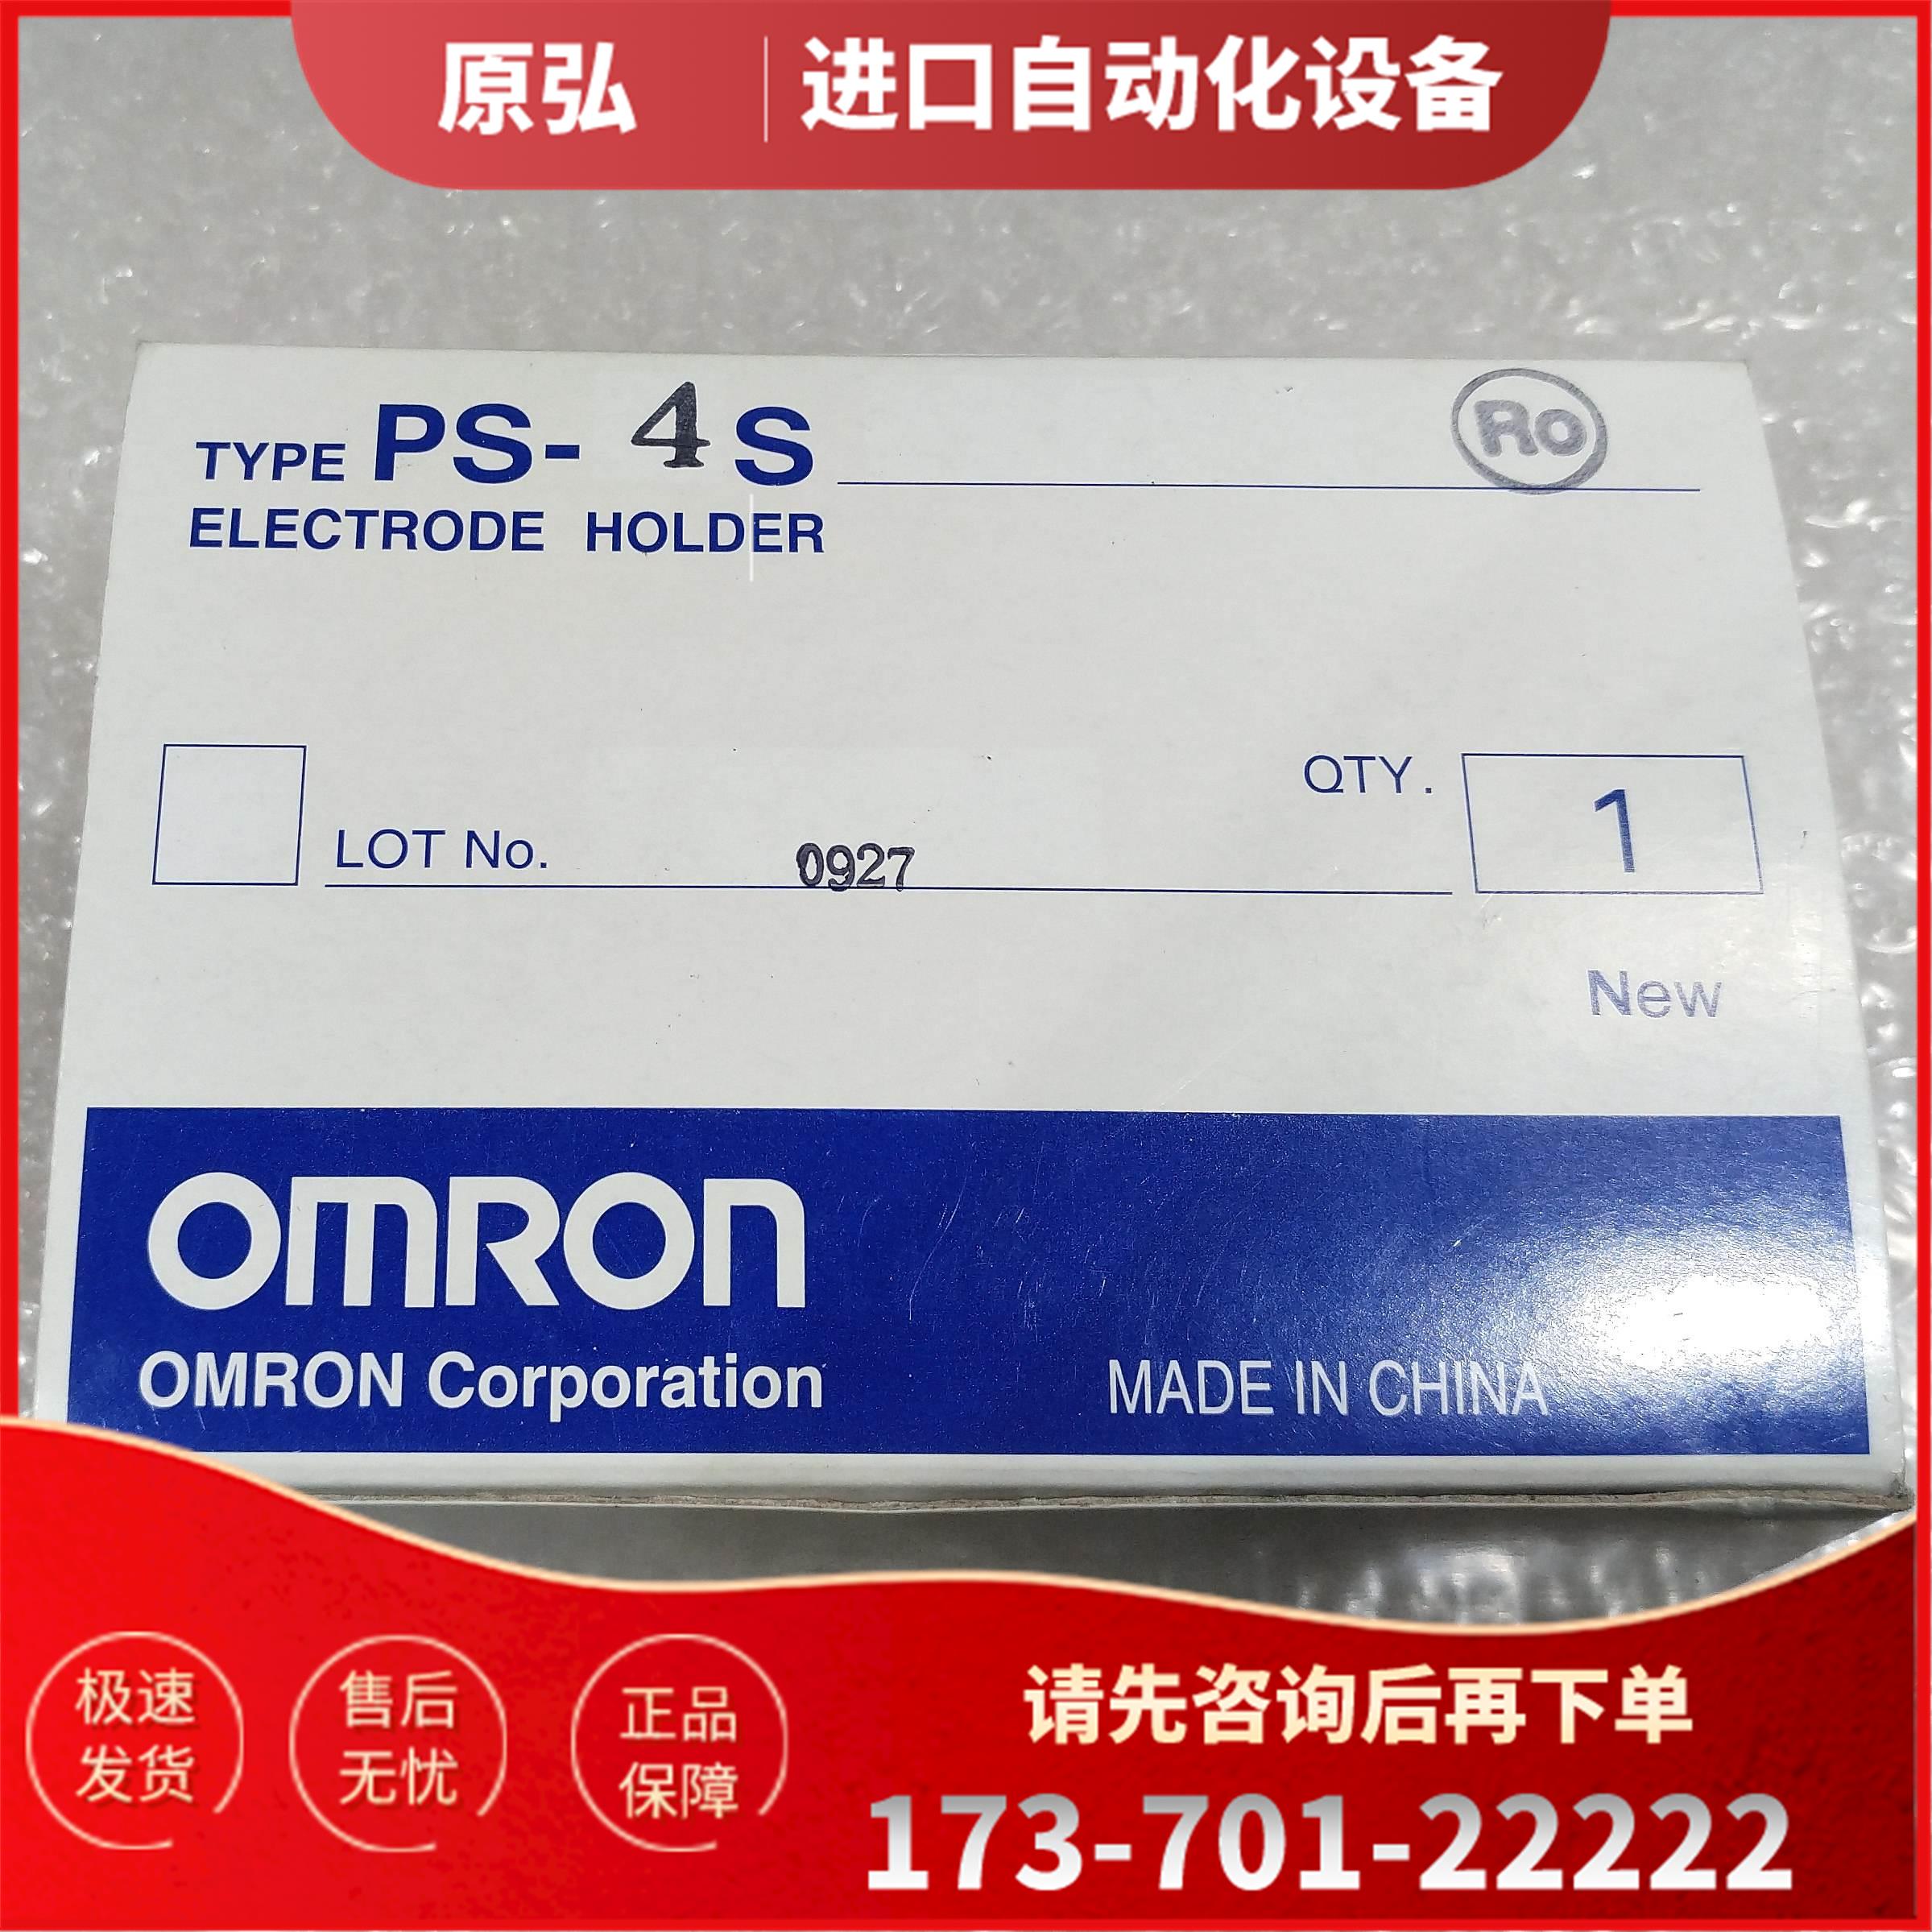 原弘 进口自动化设备
TYPE PS-4S
Ro
ELECTRODE HOLDER
QTY. 1
LOT No. 0927
New
OMRON
OMRON Corporation
MADE IN CHINA
极速
发货
售后
无忧
正品
保障
请先咨询后再下单
173-701-22222